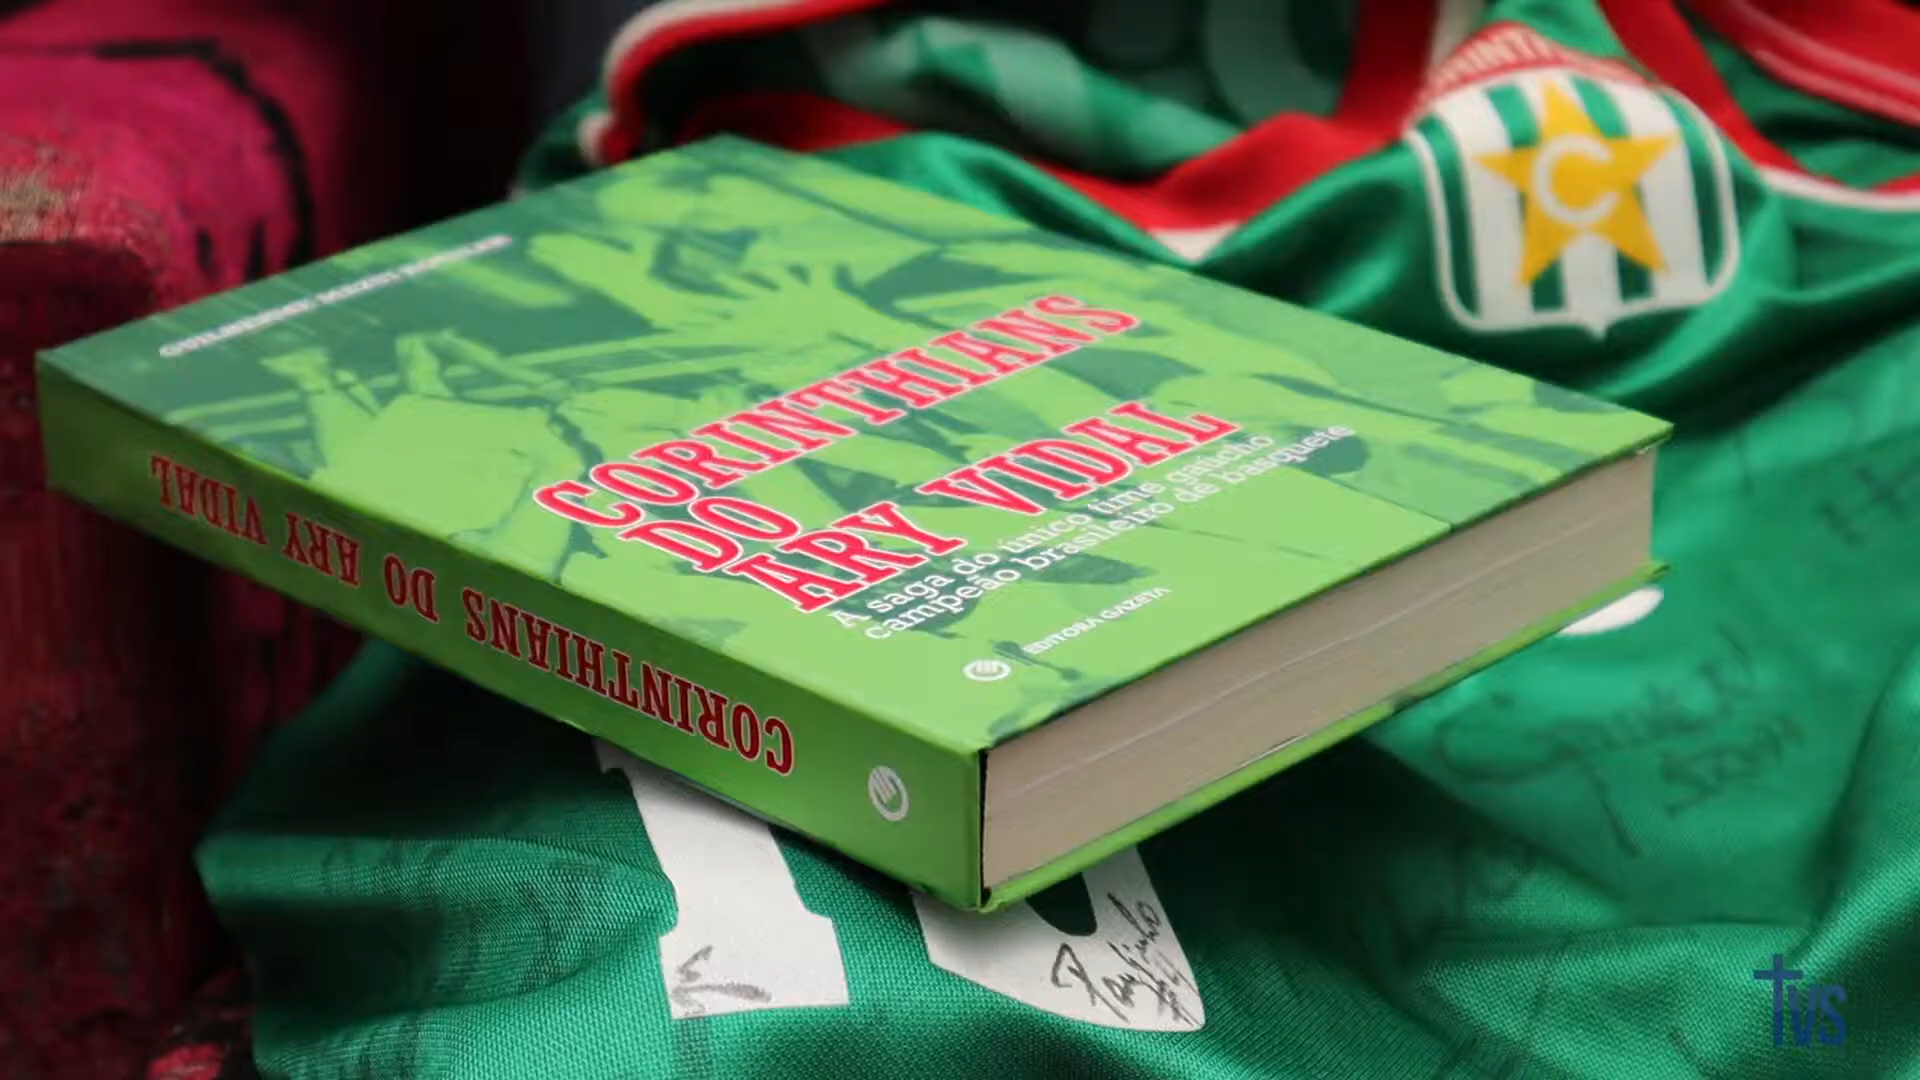 CORINTHIANS
DO
ARY VIDAL
A saga do único time gaúcho
campeão brasileiro de basquete
EDITORA GAZETA
CORINTHIANS DO ARY VIDAL
C
Paulinho
tvs